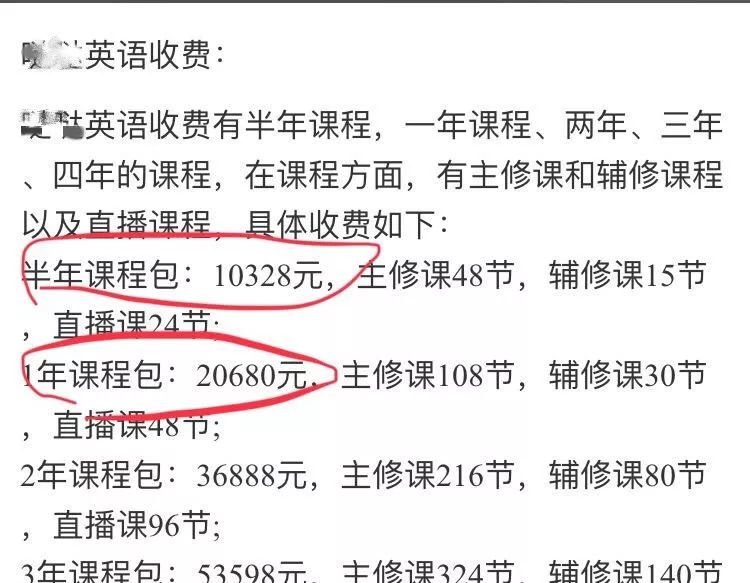 英语收费：
英语收费有半年课程，一年课程、两年、三年
、四年的课程，在课程方面，有主修课和辅修课程
以及直播课程，具体收费如下：
半年课程包：10328元，主修课48节，辅修课15节
，直播课24节;
1年课程包：20680元，主修课108节，辅修课30节
，直播课48节;
2年课程包：36888元，主修课216节，辅修课80节
，直播课96节;
3年课程包：53598元，主修课324节，辅修课140节